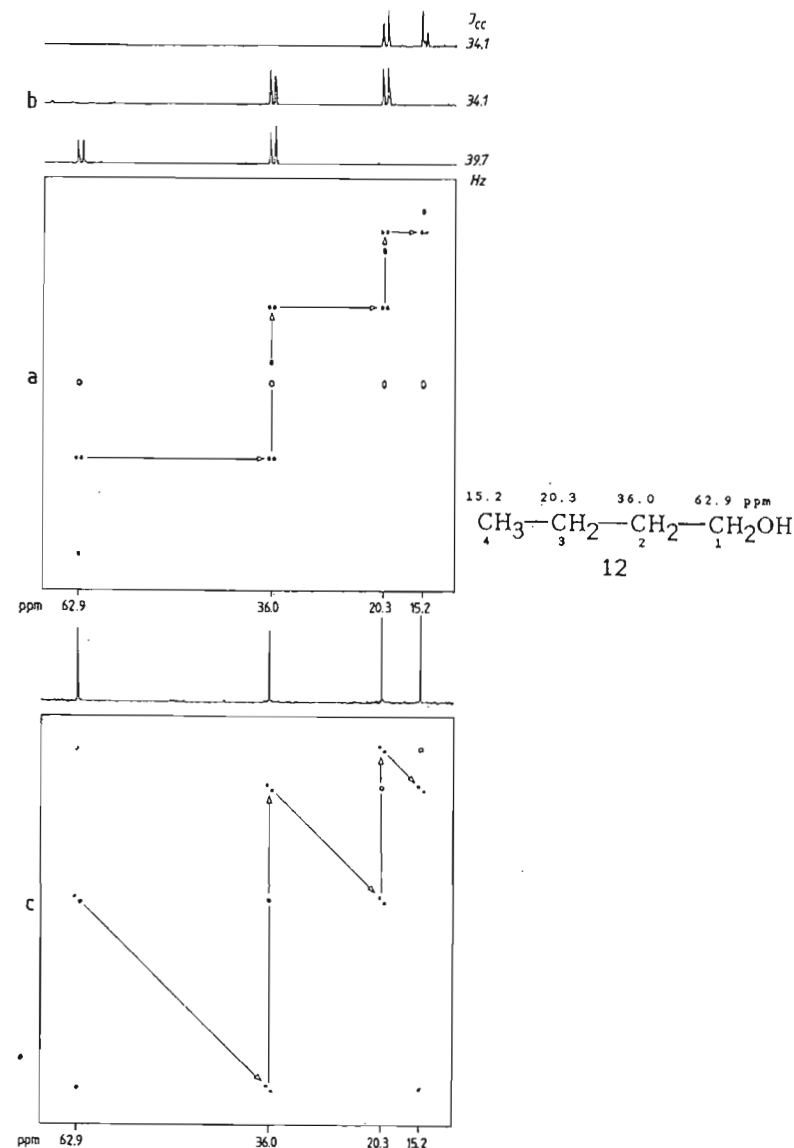 Jcc
34.1
b 34.1
39.7
Hz
a
15.2 20.3 36.0 62.9 ppm
CH3—CH2—CH2—CH2OH
4 3 2 1
12
ppm 62.9 36.0 20.3 15.2
c
ppm 62.9 36.0 20.3 15.2